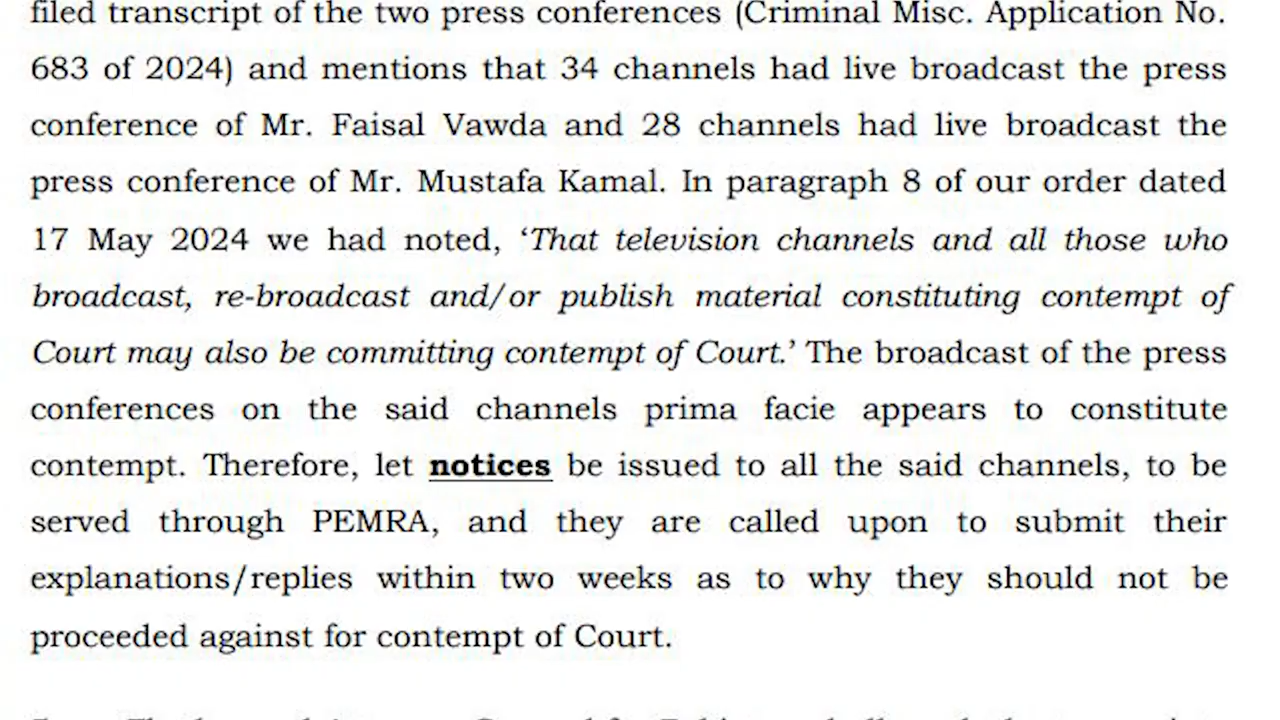 filed transcript of the two press conferences (Criminal Misc. Application No.
683 of 2024) and mentions that 34 channels had live broadcast the press
conference of Mr. Faisal Vawda and 28 channels had live broadcast the
press conference of Mr. Mustafa Kamal. In paragraph 8 of our order dated
17 May 2024 we had noted, ‘That television channels and all those who
broadcast, re-broadcast and/or publish material constituting contempt of
Court may also be committing contempt of Court.’ The broadcast of the press
conferences on the said channels prima facie appears to constitute
contempt. Therefore, let notices be issued to all the said channels, to be
served through PEMRA, and they are called upon to submit their
explanations/replies within two weeks as to why they should not be
proceeded against for contempt of Court.